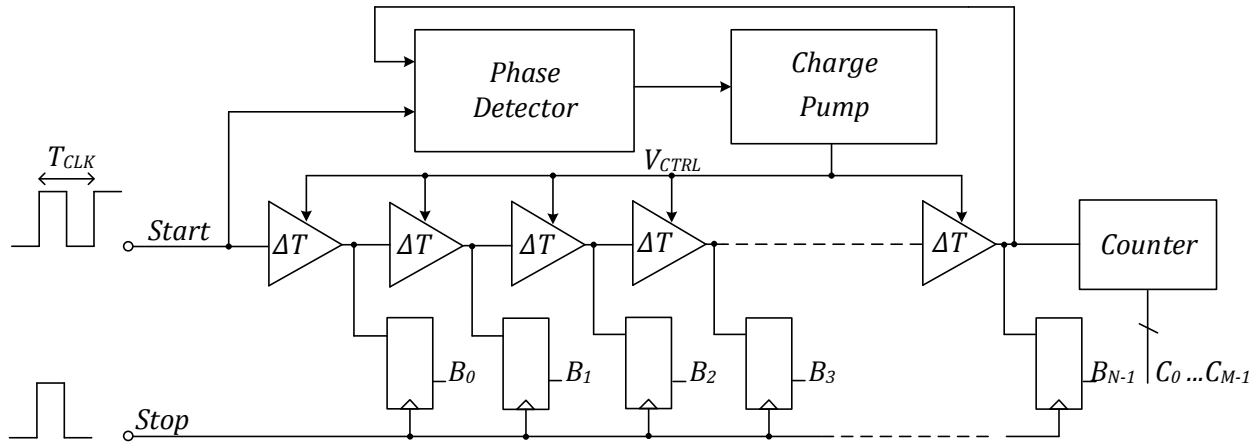 Phase
Detector
Charge
Pump
T_CLK
V_CTRL
Start
ΔT
ΔT
ΔT
ΔT
ΔT
Counter
B_0
B_1
B_2
B_3
B_N-1
C_0 ...C_M-1
Stop